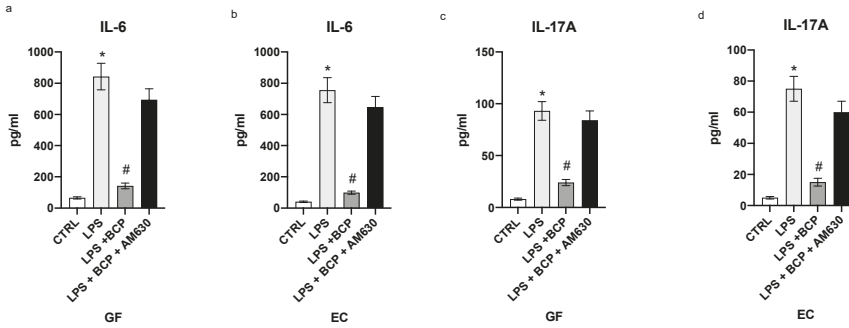 a
IL-6
1000
800
600
400
200
0
pg/ml
*
#
CTRL
LPS
LPS +BCP
LPS + BCP + AM630
GF
b
IL-6
1000
800
600
400
200
0
pg/ml
*
#
CTRL
LPS
LPS +BCP
LPS + BCP + AM630
EC
c
IL-17A
150
100
50
0
pg/ml
*
#
CTRL
LPS
LPS +BCP
LPS + BCP + AM630
GF
d
IL-17A
80
60
40
20
0
pg/ml
*
#
CTRL
LPS
LPS +BCP
LPS + BCP + AM630
EC